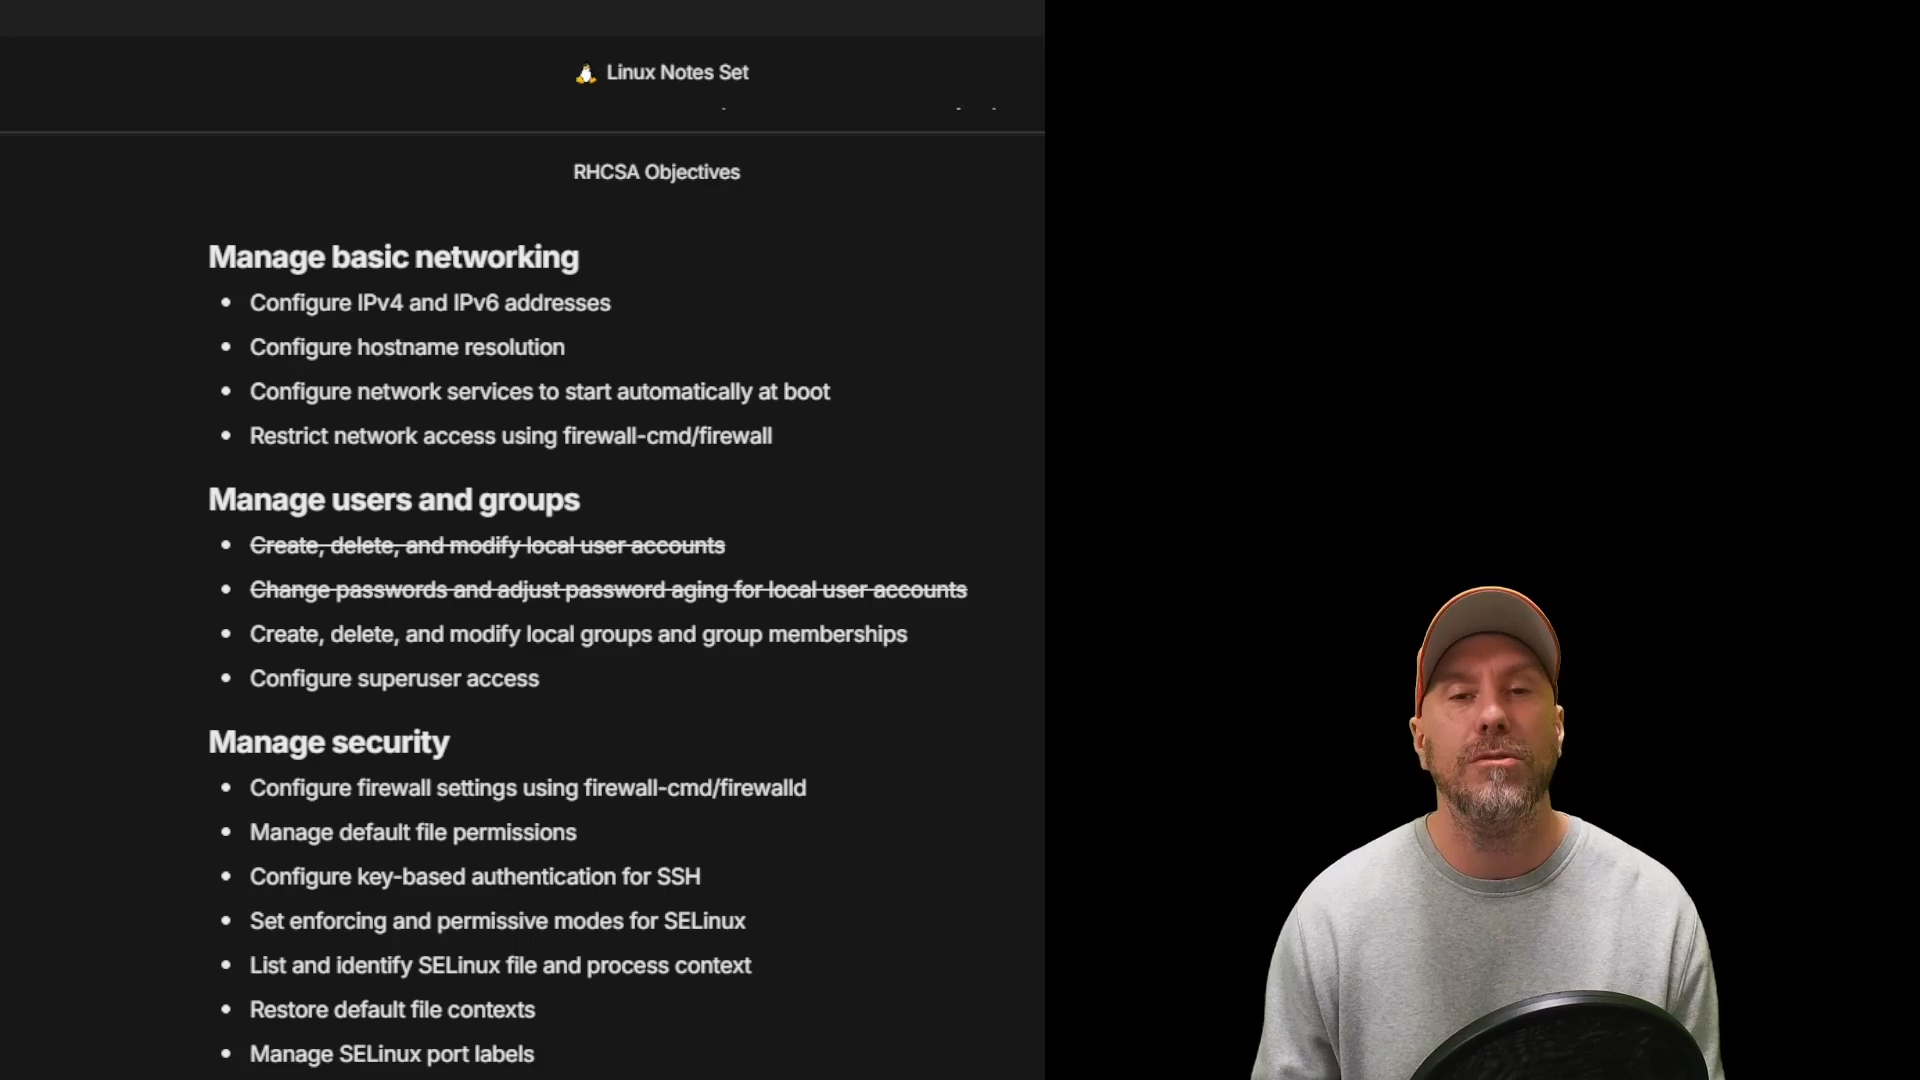 Linux Notes Set
RHCSA Objectives
Manage basic networking
Configure IPv4 and IPv6 addresses
Configure hostname resolution
Configure network services to start automatically at boot
Restrict network access using firewall-cmd/firewall
Manage users and groups
Create, delete, and modify local user accounts
Change passwords and adjust password aging for local user accounts
Create, delete, and modify local groups and group memberships
Configure superuser access
Manage security
Configure firewall settings using firewall-cmd/firewalld
Manage default file permissions
Configure key-based authentication for SSH
Set enforcing and permissive modes for SELinux
List and identify SELinux file and process context
Restore default file contexts
Manage SELinux port labels